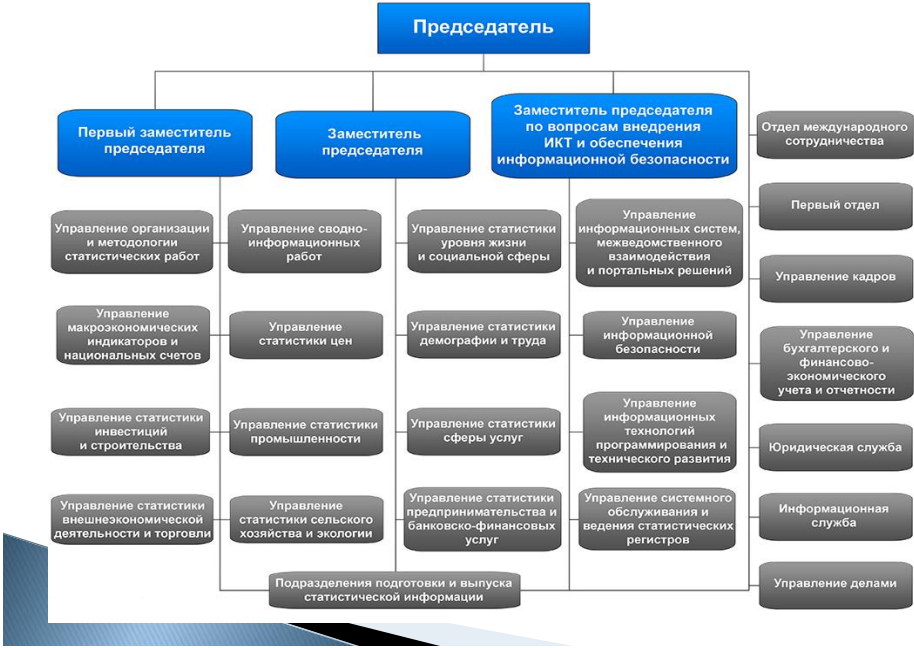 Председатель
Первый заместитель
председателя
Заместитель
председателя
Заместитель председателя
по вопросам внедрения
ИКТ и обеспечения
информационной безопасности
Отдел международного
сотрудничества
Первый отдел
Управление кадров
Управление
бухгалтерского и
финансово-
экономического
учета и отчетности
Юридическая служба
Информационная
служба
Управление делами
Управление организации
и методологии
статистических работ
Управление сводно-
информационных
работ
Управление статистики
уровня жизни
и социальной сферы
Управление
информационных систем,
межведомственного
взаимодействия
и портальных решений
Управление
макроэкономических
индикаторов и
национальных счетов
Управление
статистики цен
Управление статистики
демографии и труда
Управление
информационной
безопасности
Управление статистики
инвестиций
и строительства
Управление статистики
промышленности
Управление статистики
сферы услуг
Управление
информационных
технологий
программирования и
технического развития
Управление статистики
внешнеэкономической
деятельности и торговли
Управление
статистики сельского
хозяйства и экологии
Управление статистики
предпринимательства и
банковско-финансовых
услуг
Управление системного
обслуживания и
ведения статистических
регистров
Подразделения подготовки и выпуска
статистической информации